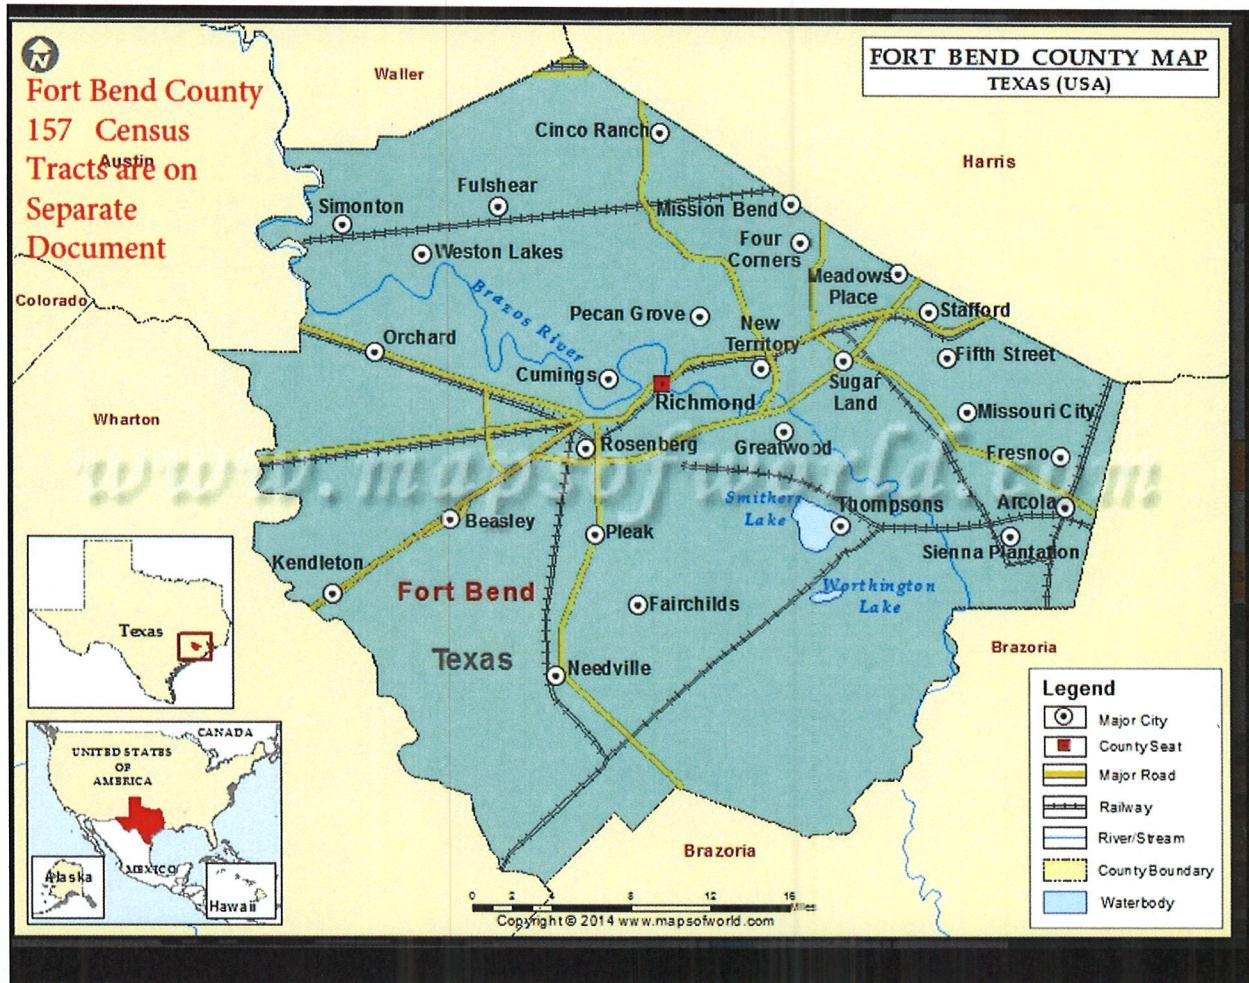 FORT BEND COUNTY MAP
TEXAS (USA)
N
Fort Bend County
157 Census
Tracts are on
Separate
Document
Waller
Austin
Harris
Colorado
Wharton
Brazoria
Brazoria
Cinco Ranch
Fulshear
Simonton
Mission Bend
Weston Lakes
Four
Corners
Meadows
Place
Brazos River
Pecan Grove
Stafford
New
Territory
Orchard
Fifth Street
Cumings
Sugar
Land
Richmond
Missouri City
Rosenberg
Greatwood
Fresno
www.mapsofworld.com
Smithers
Lake
Thompsons
Arcola
Beasley
Pleak
Sienna Plantation
Kendleton
Fort Bend
Fairchilds
Worthington
Lake
Texas
Needville
Texas
CANADA
UNITED STATES
OF
AMERICA
MEXICO
Alaska
Hawaii
Legend
Major City
County Seat
Major Road
Railway
River/Stream
County Boundary
Waterbody
0 2 4 8 12 16
Miles
Copyright © 2014 www.mapsofworld.com